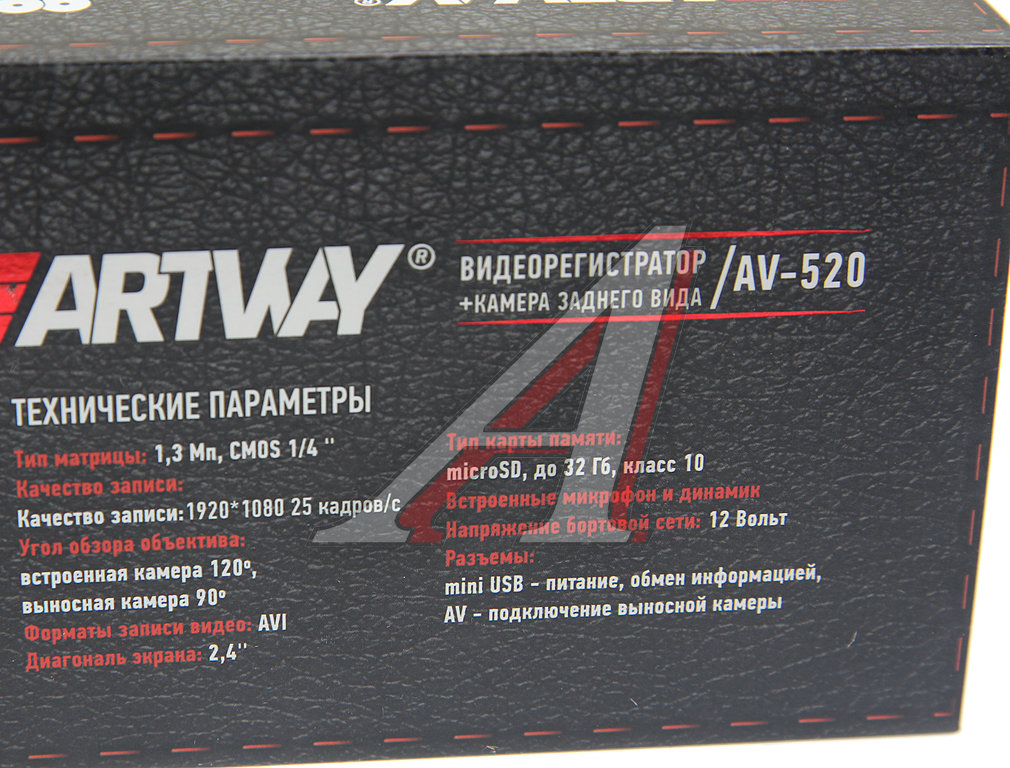 ARTWAY®
ВИДЕОРЕГИСТРАТОР
+КАМЕРА ЗАДНЕГО ВИДА
/AV-520
ТЕХНИЧЕСКИЕ ПАРАМЕТРЫ
Тип матрицы: 1,3 Мп, CMOS 1/4 "
Качество записи:
Качество записи:1920*1080 25 кадров/с
Угол обзора объектива:
встроенная камера 120º,
выносная камера 90º
Форматы записи видео: AVI
Диагональ экрана: 2,4''
Тип карты памяти:
microSD, до 32 Гб, класс 10
Встроенные микрофон и динамик
Напряжение бортовой сети: 12 Вольт
Разъемы:
mini USB - питание, обмен информацией,
AV - подключение выносной камеры